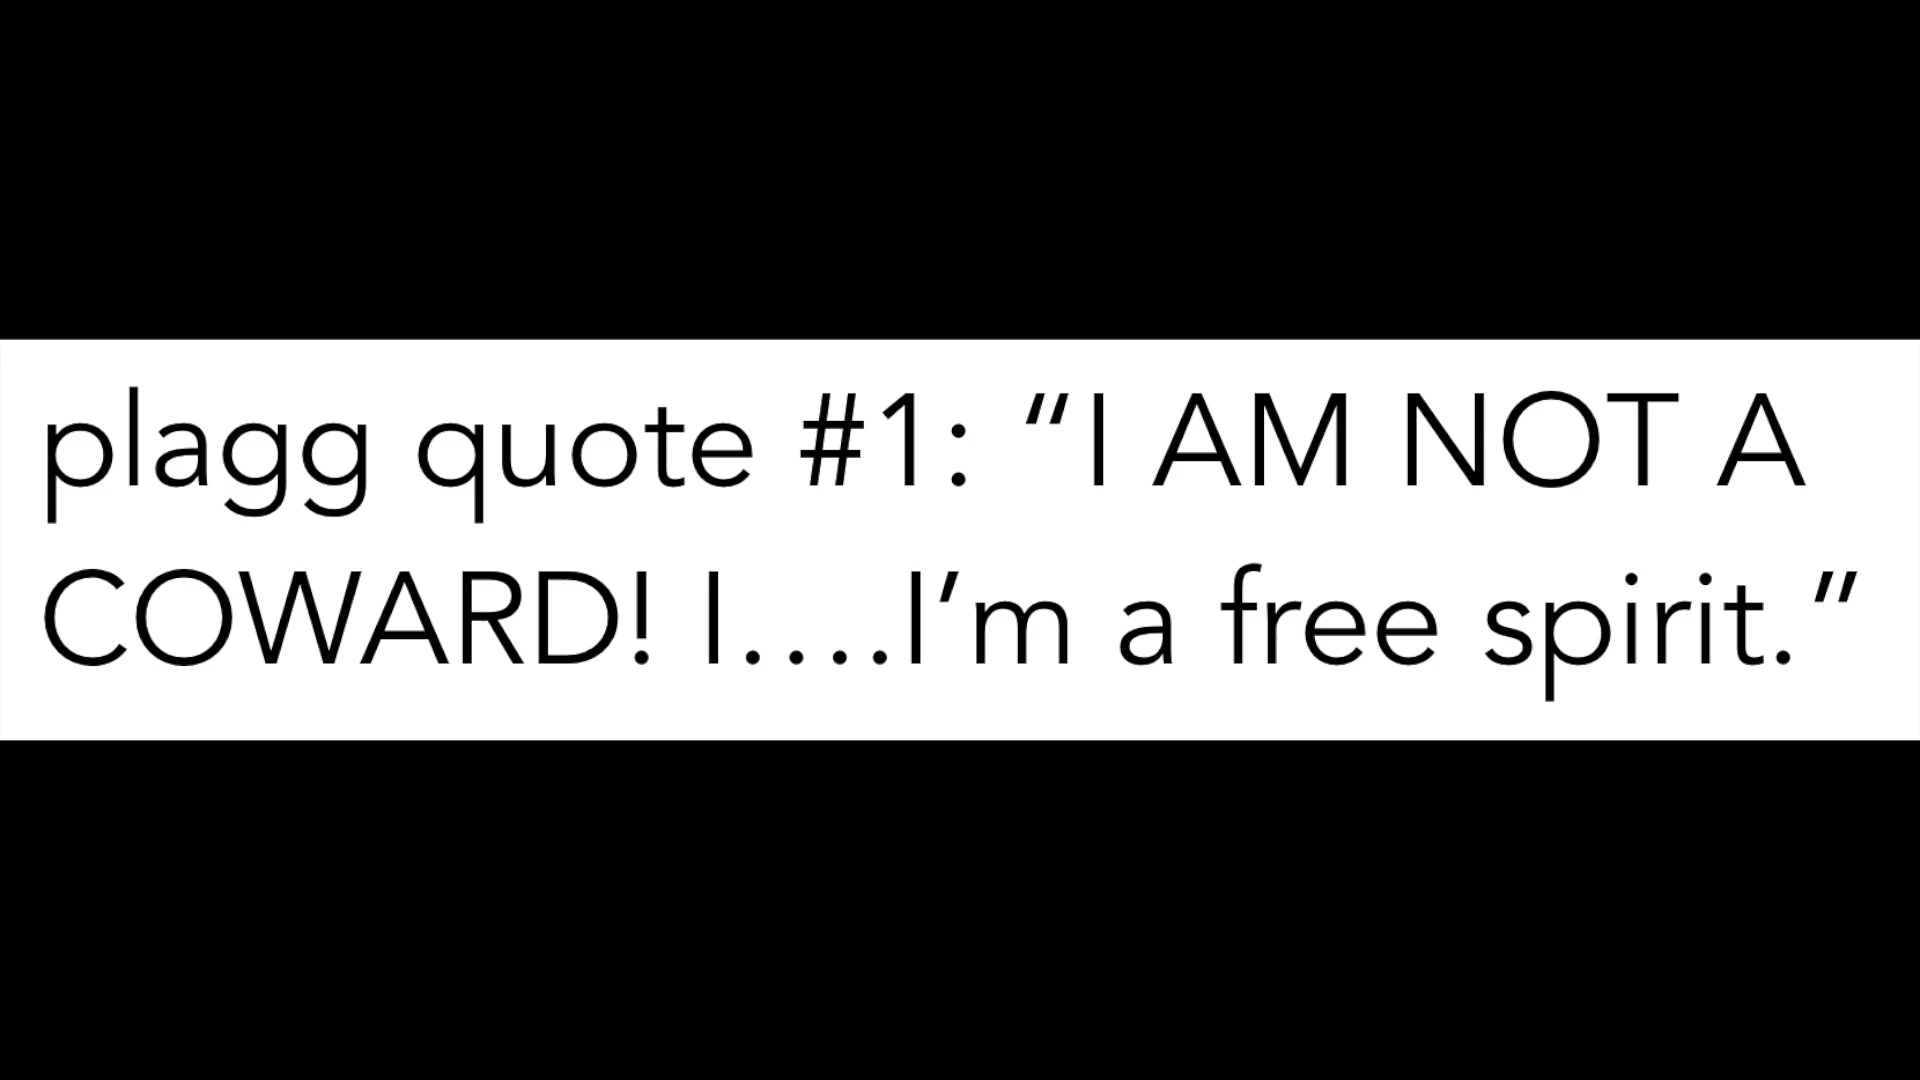 plagg quote #1: “I AM NOT A
COWARD! I....I’m a free spirit.”